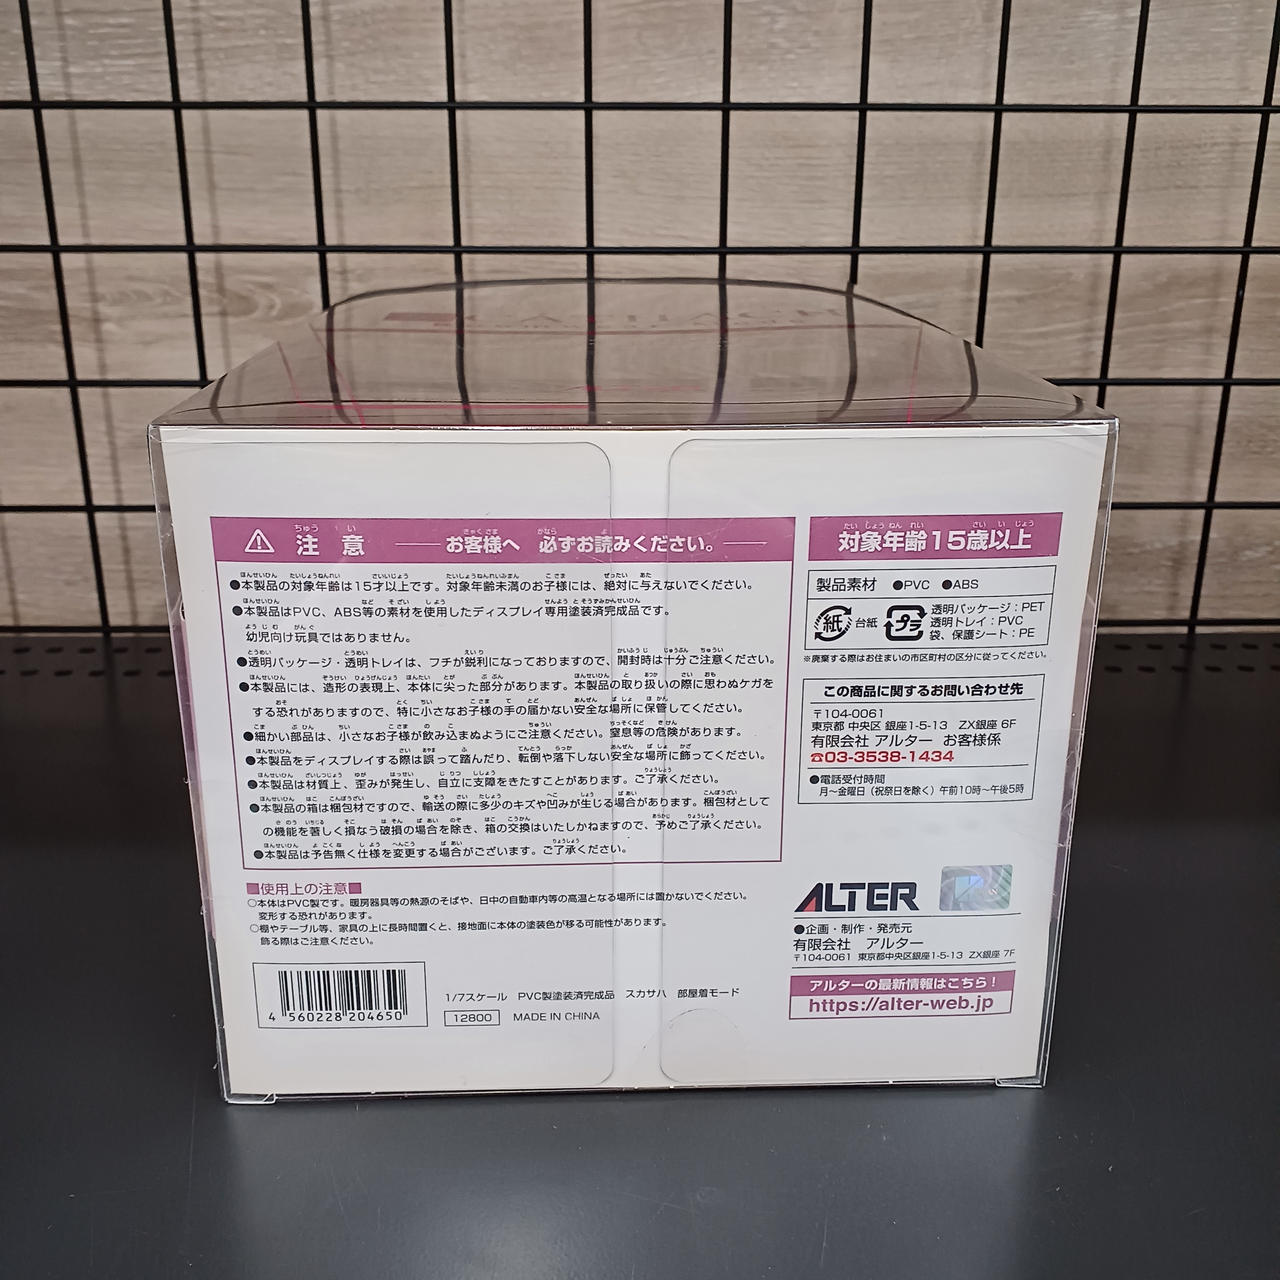 注意 お客様へ 必ずお読みください。
●本製品の対象年齢は15才以上です。対象年齢未満のお子様には、絶対に与えないでください。
●本製品はPVC、ABS等の素材を使用したディスプレイ専用塗装済完成品です。
幼児向け玩具ではありません。
●透明パッケージ・透明トレイは、フチが鋭利になっておりますので、開封時は十分ご注意ください。
●本製品には、造形の表現上、本体に尖った部分があります。本製品の取り扱いの際に思わぬケガを
する恐れがありますので、特に小さなお子様の手の届かない安全な場所に保管してください。
●細かい部品は、小さなお子様が飲み込まぬようにご注意ください。窒息等の危険があります。
●本製品をディスプレイする際は誤って踏んだり、転倒や落下しない安全な場所に飾ってください。
●本製品は材質上、歪みが発生し、自立に支障をきたすことがあります。ご了承ください。
●本製品の箱は梱包材ですので、輸送の際に多少のキズや凹みが生じる場合があります。梱包材として
の機能を著しく損なう破損の場合を除き、箱の交換はいたしかねますので、予めご了承ください。
●本製品は予告無く仕様を変更する場合がございます。ご了承ください。
■使用上の注意■
○本体はPVC製です。暖房器具等の熱源のそばや、日中の自動車内等の高温となる場所には置かないでください。
変形する恐れがあります。
○棚やテーブル等、家具の上に長時間置くと、接地面に本体の塗装色が移る可能性があります。
飾る際はご注意ください。
4 560228 204650
1/7スケール PVC製塗装済完成品 スカサハ 部屋着モード
12800 MADE IN CHINA
対象年齢15歳以上
製品素材 ●PVC ●ABS
紙 台紙 プラ
透明パッケージ：PET
透明トレイ：PVC
袋、保護シート：PE
※廃棄する際はお住まいの市区町村の区分に従ってください。
この商品に関するお問い合わせ先
〒104-0061
東京都 中央区 銀座1-5-13 ZX銀座 6F
有限会社 アルター お客様係
☎03-3538-1434
●電話受付時間
月～金曜日（祝祭日を除く）午前10時～午後5時
ALTER
●企画・制作・発売元
有限会社 アルター
〒104-0061 東京都中央区銀座1-5-13 ZX銀座 7F
アルターの最新情報はこちら！
https://alter-web.jp